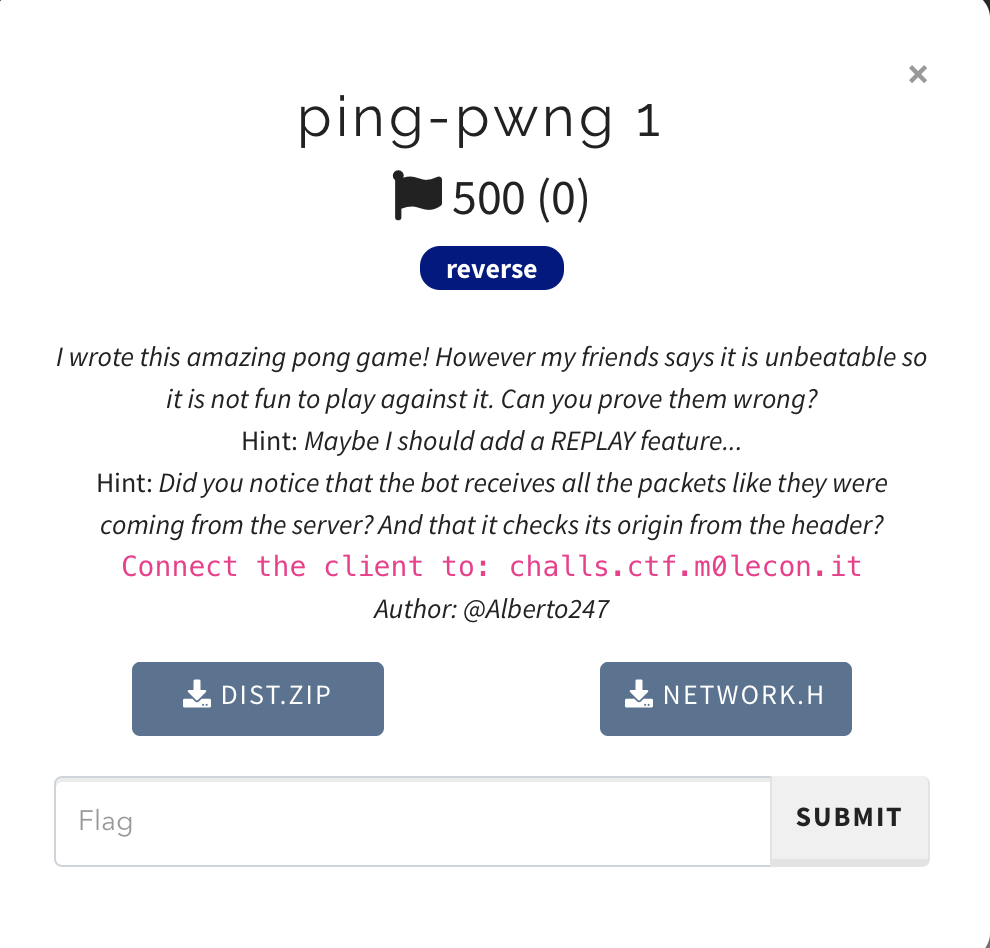 ×
ping-pwng 1
500 (0)
reverse
I wrote this amazing pong game! However my friends says it is unbeatable so
it is not fun to play against it. Can you prove them wrong?
Hint: Maybe I should add a REPLAY feature...
Hint: Did you notice that the bot receives all the packets like they were
coming from the server? And that it checks its origin from the header?
Connect the client to: challs.ctf.m0lecon.it
Author: @Alberto247
DIST.ZIP
NETWORK.H
Flag
SUBMIT